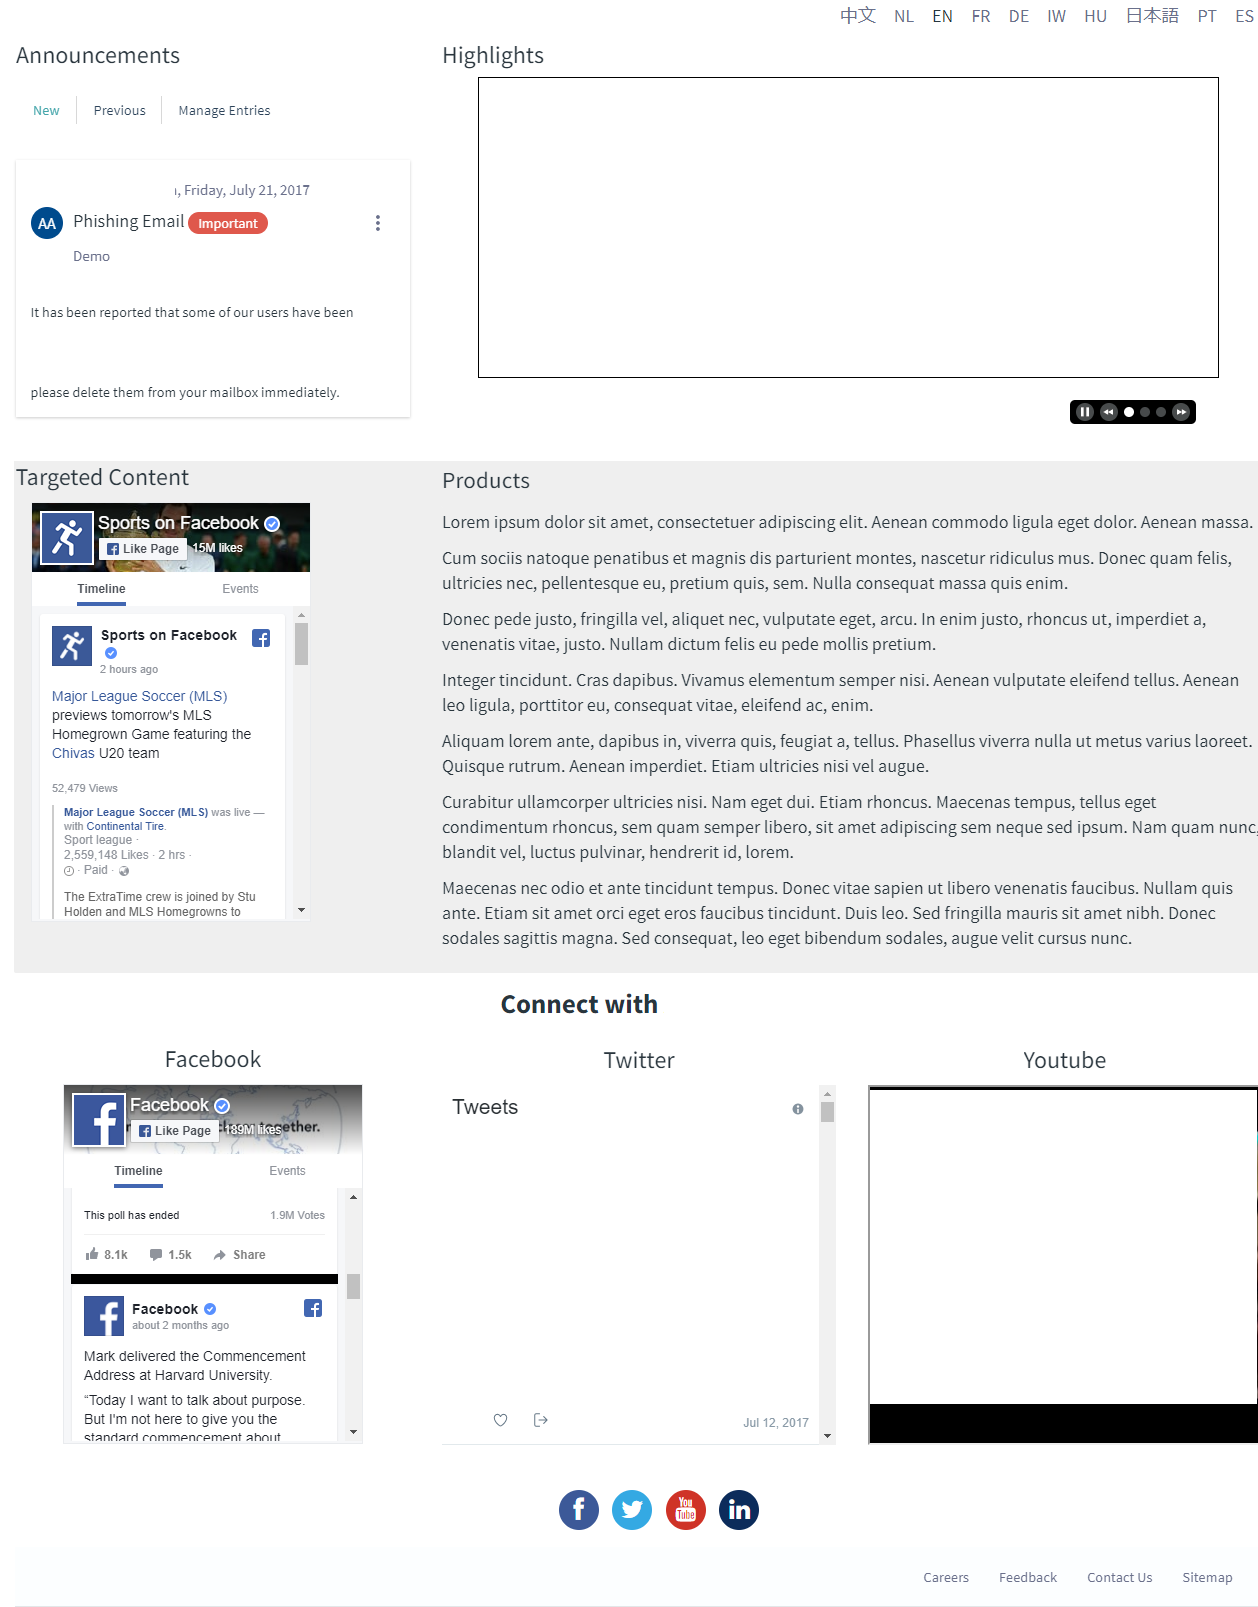 中文 NL EN FR DE IW HU 日本語 PT ES
Announcements
New Previous Manage Entries
, Friday, July 21, 2017
AA Phishing Email Important
Demo
It has been reported that some of our users have been
please delete them from your mailbox immediately.
Highlights
Targeted Content
Sports on Facebook
Like Page 15M likes
Timeline Events
Sports on Facebook
2 hours ago
Major League Soccer (MLS)
previews tomorrow's MLS
Homegrown Game featuring the
Chivas U20 team
52,479 Views
Major League Soccer (MLS) was live —
with Continental Tire.
Sport league ·
2,559,148 Likes · 2 hrs ·
· Paid ·
The ExtraTime crew is joined by Stu
Holden and MLS Homegrowns to
Products
Lorem ipsum dolor sit amet, consectetuer adipiscing elit. Aenean commodo ligula eget dolor. Aenean massa.
Cum sociis natoque penatibus et magnis dis parturient montes, nascetur ridiculus mus. Donec quam felis,
ultricies nec, pellentesque eu, pretium quis, sem. Nulla consequat massa quis enim.
Donec pede justo, fringilla vel, aliquet nec, vulputate eget, arcu. In enim justo, rhoncus ut, imperdiet a,
venenatis vitae, justo. Nullam dictum felis eu pede mollis pretium.
Integer tincidunt. Cras dapibus. Vivamus elementum semper nisi. Aenean vulputate eleifend tellus. Aenean
leo ligula, porttitor eu, consequat vitae, eleifend ac, enim.
Aliquam lorem ante, dapibus in, viverra quis, feugiat a, tellus. Phasellus viverra nulla ut metus varius laoreet.
Quisque rutrum. Aenean imperdiet. Etiam ultricies nisi vel augue.
Curabitur ullamcorper ultricies nisi. Nam eget dui. Etiam rhoncus. Maecenas tempus, tellus eget
condimentum rhoncus, sem quam semper libero, sit amet adipiscing sem neque sed ipsum. Nam quam nunc,
blandit vel, luctus pulvinar, hendrerit id, lorem.
Maecenas nec odio et ante tincidunt tempus. Donec vitae sapien ut libero venenatis faucibus. Nullam quis
ante. Etiam sit amet orci eget eros faucibus tincidunt. Duis leo. Sed fringilla mauris sit amet nibh. Donec
sodales sagittis magna. Sed consequat, leo eget bibendum sodales, augue velit cursus nunc.
Connect with
Facebook
Facebook
Like Page 189M likes together.
Timeline Events
This poll has ended 1.9M Votes
8.1k 1.5k Share
Facebook
about 2 months ago
Mark delivered the Commencement
Address at Harvard University.
“Today I want to talk about purpose.
But I'm not here to give you the
standard commencement about
Twitter
Tweets
Jul 12, 2017
Youtube
You
Tube
in
Careers Feedback Contact Us Sitemap